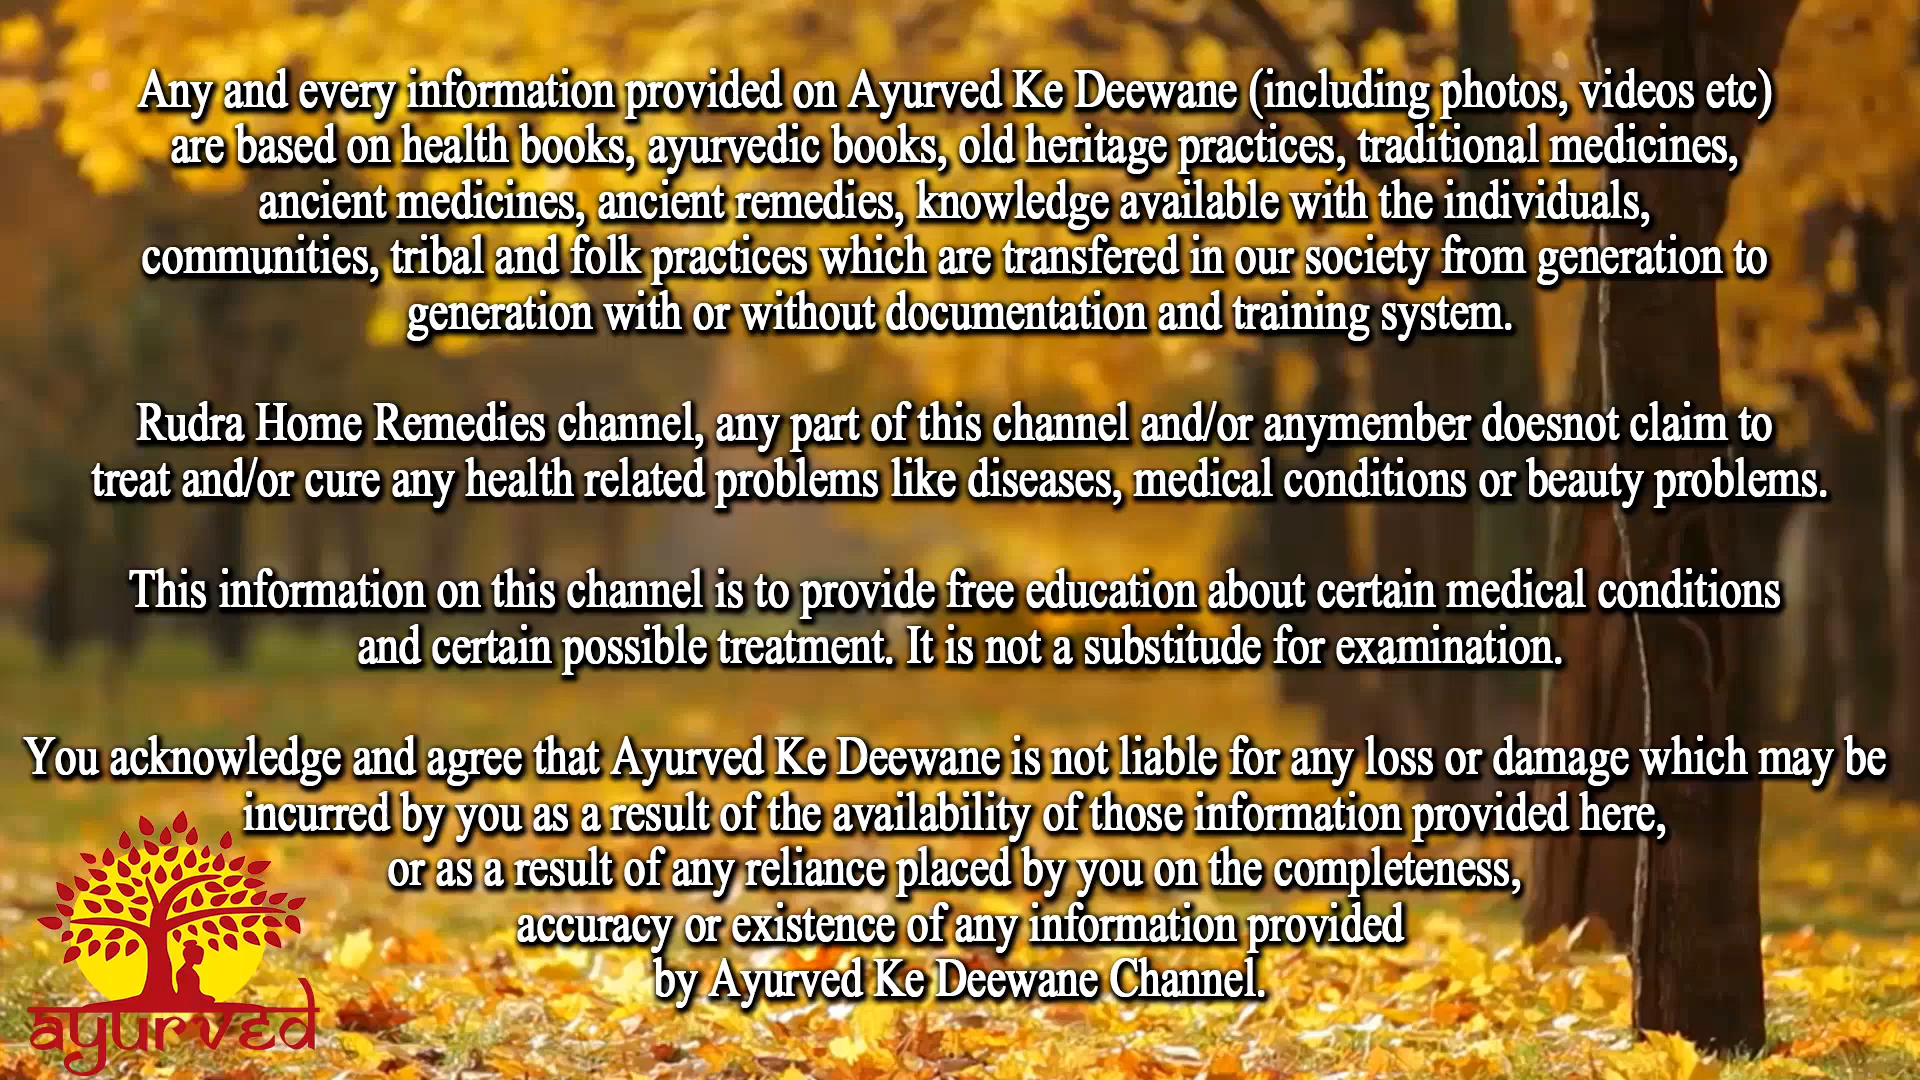 Any and every information provided on Ayurved Ke Deewane (including photos, videos etc)
are based on health books, ayurvedic books, old heritage practices, traditional medicines,
ancient medicines, ancient remedies, knowledge available with the individuals,
communities, tribal and folk practices which are transfered in our society from generation to
generation with or without documentation and training system.
Rudra Home Remedies channel, any part of this channel and/or anymember doesnot claim to
treat and/or cure any health related problems like diseases, medical conditions or beauty problems.
This information on this channel is to provide free education about certain medical conditions
and certain possible treatment. It is not a substitude for examination.
You acknowledge and agree that Ayurved Ke Deewane is not liable for any loss or damage which may be
incurred by you as a result of the availability of those information provided here,
or as a result of any reliance placed by you on the completeness,
accuracy or existence of any information provided
by Ayurved Ke Deewane Channel.
ayurved